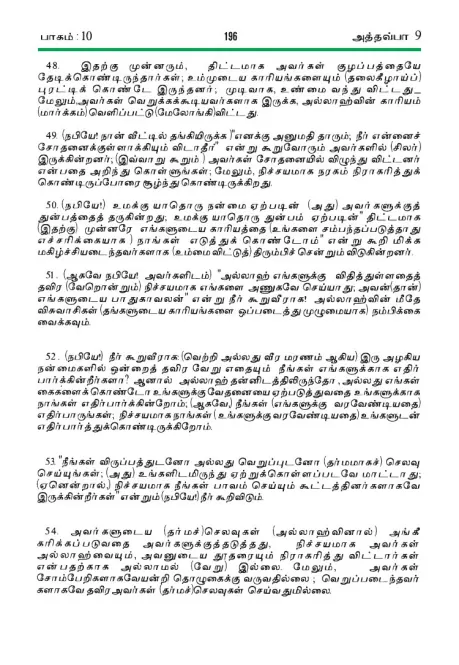 பாகம் : 10 196 அத்தவ்பா 9
48. இதற்கு முன்னரும், திட்டமாக அவர்கள் குழப்பத்தையே
தேடிக்கொண்டிருந்தார்கள்; உம்முடைய காரியங்களையும் (தலைகீழாய்ப்)
புரட்டிக் கொண்டே இருந்தனர்; முடிவாக, உண்மை வந்து விட்டது_
மேலும்,அவர்கள் வெறுக்கக்கூடியவர்களாக இருக்க, அல்லாஹ்வின் காரியம்
(மார்க்கம்) வெளிப்பட்டு (மேலோங்கி)விட்டது.
49. (நபியே! நான் வீட்டில் தங்கியிருக்க) "எனக்கு அனுமதி தாரும்; நீர் என்னைச்
சோதனைக்குள்ளாக்கியும் விடாதீர்" என்று கூறுவோரும் அவர்களில் (சிலர்)
இருக்கின்றனர்; (இவ்வாறு கூறும் ) அவர்கள் சோதனையில் விழுந்து விட்டனர்
என்பதை அறிந்து கொள்ளுங்கள்; மேலும், நிச்சயமாக நரகம் நிராகரித்துக்
கொண்டிருப்போரை சூழ்ந்து கொண்டிருக்கிறது.
50. (நபியே!) உமக்கு யாதொரு நன்மை ஏற்படின் (அது) அவர்களுக்குத்
துன்பத்தைத் தருகின்றது; உமக்கு யாதொரு துன்பம் ஏற்படின்" திட்டமாக
(இதற்கு) முன்னரே எங்களுடைய காரியத்தை (உங்களை சம்பந்தப்படுத்தாது
எச்சரிக்கையாக ) நாங்கள் எடுத்துக் கொண்டோம்" என்று கூறி மிக்க
மகிழ்ச்சியடைந்தவர்களாக (உம்மை விட்டுத்) திரும்பிச் சென்றும் விடுகின்றனர்.
51. (ஆகவே நபியே! அவர்களிடம்) "அல்லாஹ் எங்களுக்கு விதித்துள்ளதைத்
தவிர (வேறொன்றும்) நிச்சயமாக எங்களை அணுகவே செய்யாது; அவன்(தான்)
எங்களுடைய பாதுகாவலன்" என்று நீர் கூறுவீராக! அல்லாஹ்வின் மீதே
விசுவாசிகள் (தங்களுடைய காரியங்களை ஒப்படைத்து முழுமையாக) நம்பிக்கை
வைக்கவும்.
52. (நபியே!) நீர் கூறுவீராக: (வெற்றி அல்லது வீர மரணம் ஆகிய) இரு அழகிய
நன்மைகளில் ஒன்றைத் தவிர வேறு எதையும் நீங்கள் எங்களுக்காக எதிர்
பார்க்கின்றீர்களா? ஆனால் அல்லாஹ் தன்னிடத்திலிருந்தோ, அல்லது எங்கள்
கைகளைக் கொண்டோ உங்களுக்கு வேதனையை ஏற்படுத்துவதை உங்களுக்காக
நாங்கள் எதிர்பார்க்கின்றோம்; (ஆகவே,) நீங்கள் (எங்களுக்கு வரவேண்டியதை)
எதிர்பாருங்கள்; நிச்சயமாக நாங்கள் (உங்களுக்கு வரவேண்டியதை) உங்களுடன்
எதிர்பார்த்துக்கொண்டிருக்கிறோம்.
53. "நீங்கள் விருப்பத்துடனோ அல்லது வெறுப்புடனோ (தர்மமாகச்) செலவு
செய்யுங்கள்; (அது) உங்களிடமிருந்து ஏற்றுக்கொள்ளப்படவே மாட்டாது;
(ஏனென்றால்,) நிச்சயமாக நீங்கள் பாவம் செய்யும் கூட்டத்தினர்களாகவே
இருக்கின்றீர்கள்" என்றும் (நபியே!) நீர் கூறிவிடும்.
54. அவர்களுடைய (தர்மச்)செலவுகள் (அல்லாஹ்வினால்) அங்கீ
கரிக்கப்படுவதை அவர்களுக்குத்தடுத்தது, நிச்சயமாக அவர்கள்
அல்லாஹ்வையும், அவனுடைய தூதரையும் நிராகரித்து விட்டார்கள்
என்பதற்காக அல்லாமல் (வேறு) இல்லை. மேலும், அவர்கள்
சோம்பேறிகளாகவேயன்றி தொழுகைக்கு வருவதில்லை ; வெறுப்படைந்தவர்
களாகவே தவிர அவர்கள் (தர்மச்)செலவுகள் செய்வதுமில்லை.